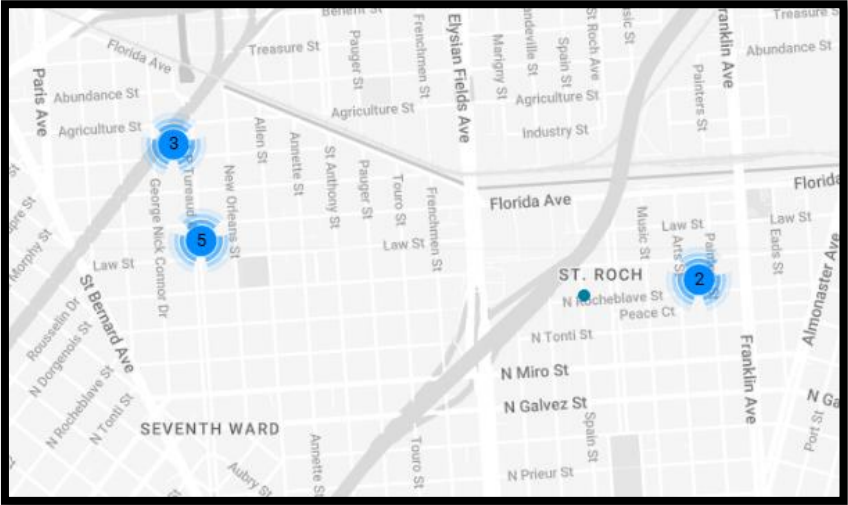 Benefit St
Treasure St
Florida Ave
Treasure St
Pauger St
Frenchmen St
Elysian Fields Ave
Marigny St
Spain St
St Roch Ave
Abundance St
Paris Ave
Abundance St
Agriculture St
Agriculture St
Agriculture St
Industry St
Painters St
3
Allen St
Annette St
St Anthony St
Pauger St
Touro St
Frenchmen St
New Orleans St
George Nick Connor Dr
Florida Ave
Music St
Law St
Law St
Eads St
Arts St
5
Law St
Law St
Morphy St
St Bernard Ave
ST. ROCH
2
N Rocheblave St
Peace Ct
Almonaster Ave
Rousselin Dr
N Dorgenois St
N Rocheblave St
N Tonti St
N Tonti St
N Miro St
N Galvez St
Franklin Ave
SEVENTH WARD
Spain St
Port St
Annette St
Touro St
Aubry St
N Prieur St